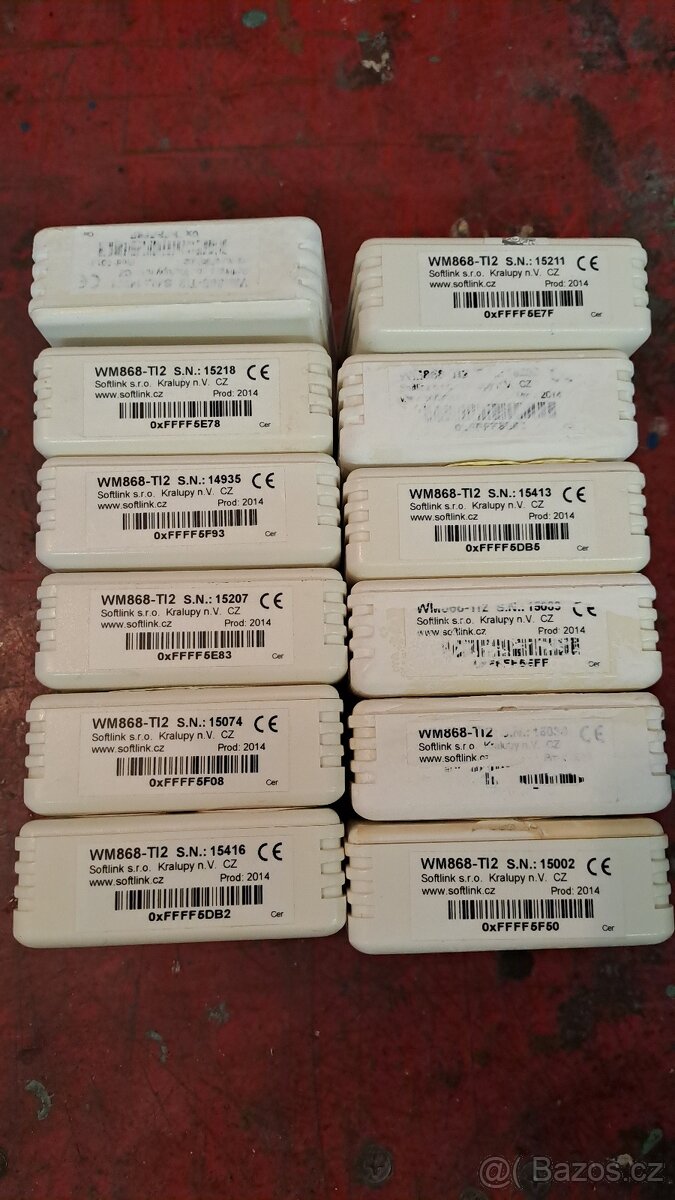 WM868-TI2 S.N.: 15211 CE
Softlink s.r.o. Kralupy n.V. CZ
www.softlink.cz Prod: 2014
0xFFFF5E7F Cer
WM868-TI2 S.N.: 15218 CE
Softlink s.r.o. Kralupy n.V. CZ
www.softlink.cz Prod: 2014
0xFFFF5E78 Cer
CZ
2014
WM868-TI2 S.N.: 14935 CE
Softlink s.r.o. Kralupy n.V. CZ
www.softlink.cz Prod: 2014
0xFFFF5F93 Cer
WM868-TI2 S.N.: 15413 CE
Softlink s.r.o. Kralupy n.V. CZ
www.softlink.cz Prod: 2014
0xFFFF5DB5 Cer
WM868-TI2 S.N.: 15207 CE
Softlink s.r.o. Kralupy n.V. CZ
www.softlink.cz Prod: 2014
0xFFFF5E83 Cer
WM868-TI2 S.N.: CE
Softlink s.r.o. Kralupy n.V. CZ
www.softlink.cz Prod: 2014
Cer
WM868-TI2 S.N.: 15074 CE
Softlink s.r.o. Kralupy n.V. CZ
www.softlink.cz Prod: 2014
0xFFFF5F08 Cer
WM868-TI2 S.N.: CE
Softlink s.r.o. Kralupy n.V. CZ
WM868-TI2 S.N.: 15416 CE
Softlink s.r.o. Kralupy n.V. CZ
www.softlink.cz Prod: 2014
0xFFFF5DB2 Cer
WM868-TI2 S.N.: 15002 CE
Softlink s.r.o. Kralupy n.V. CZ
www.softlink.cz Prod: 2014
0xFFFF5F50 Cer
@( Bazos.cz